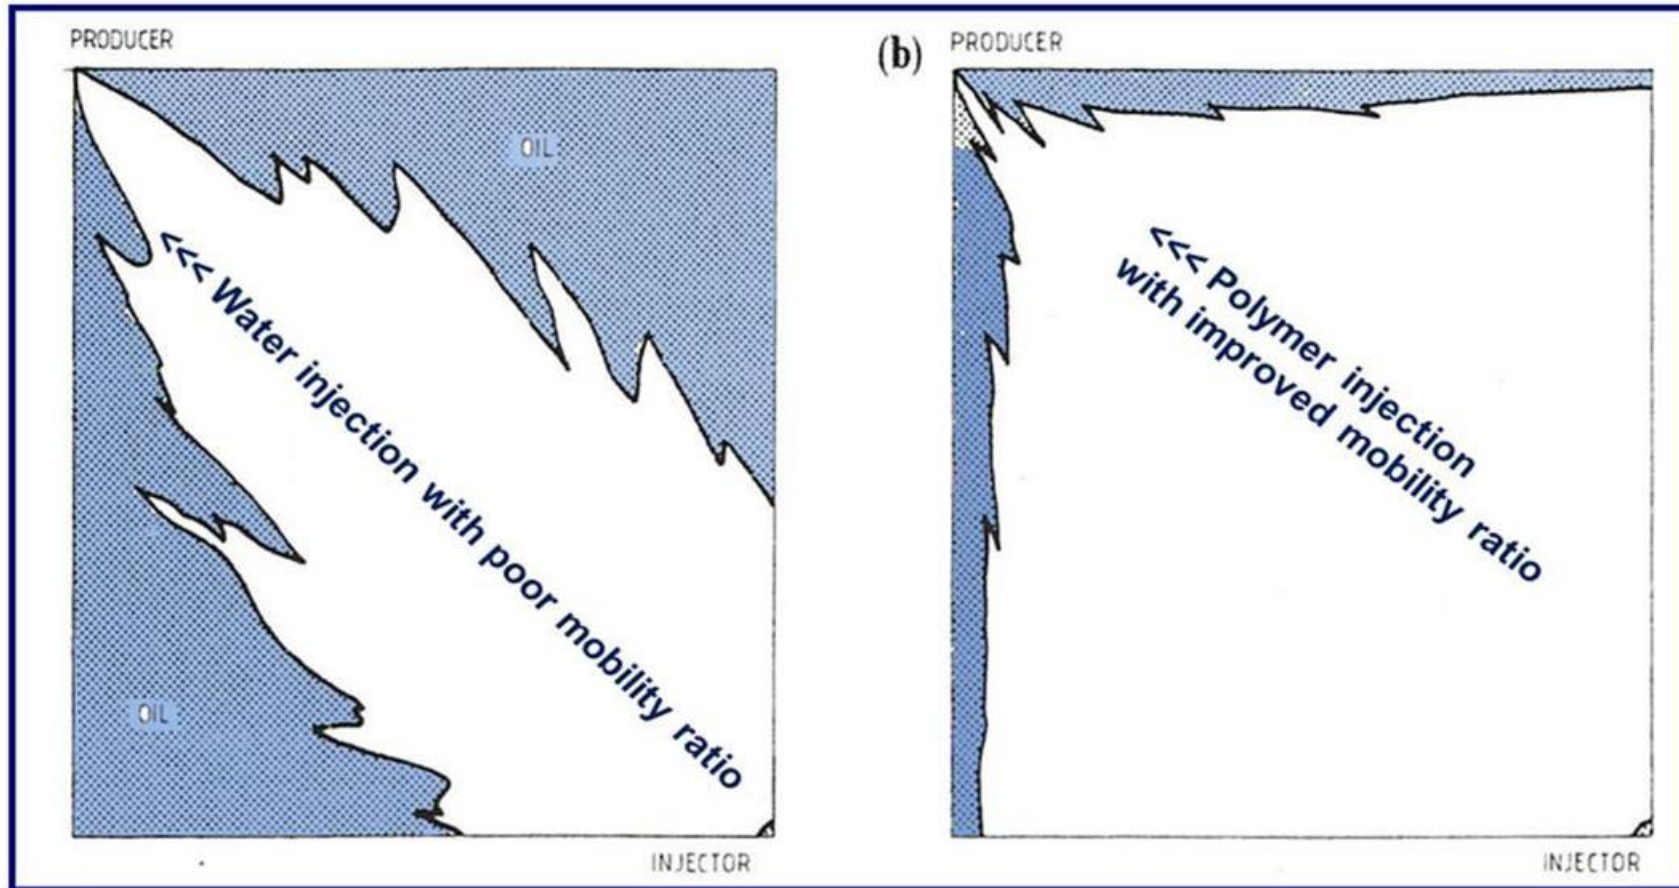 PRODUCER
OIL
<<< Water injection with poor mobility ratio
OIL
INJECTOR
(b)
PRODUCER
<<< Polymer injection
with improved mobility ratio
INJECTOR